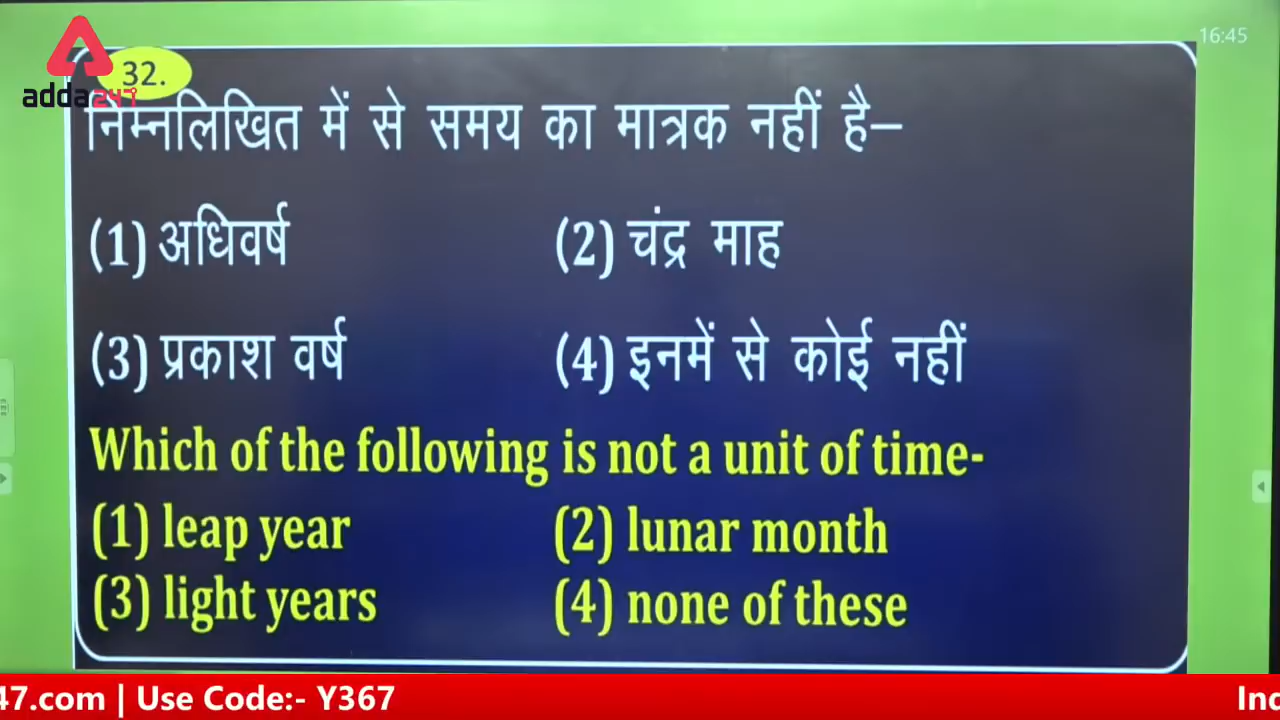 adda247
16:45
32.
निम्नलिखित में से समय का मात्रक नहीं है–
(1) अधिवर्ष (2) चंद्र माह
(3) प्रकाश वर्ष (4) इनमें से कोई नहीं
Which of the following is not a unit of time-
(1) leap year (2) lunar month
(3) light years (4) none of these
47.com | Use Code:- Y367